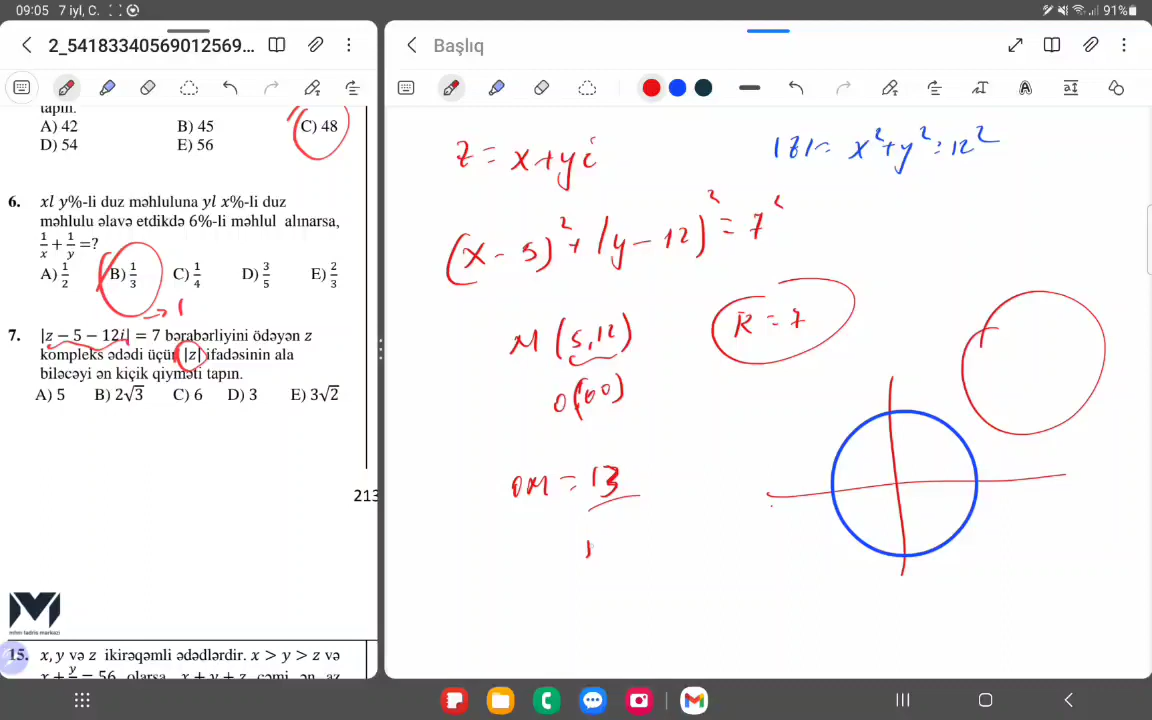 09:05 7 iyl, C. 91%
2_54183340569012569...
Başlıq
tapın.
A) 42 B) 45 C) 48
D) 54 E) 56
6. xl y%-li duz məhluluna yl x%-li duz
məhlulu əlavə etdikdə 6%-li məhlul alınarsa,
1/x + 1/y =?
A) 1/2 B) 1/3 C) 1/4 D) 3/5 E) 2/3
→ 1
7. |z − 5 − 12i| = 7 bərabərliyini ödəyən z
kompleks ədədi üçün |z| ifadəsinin ala
biləcəyi ən kiçik qiyməti tapın.
A) 5 B) 2√3 C) 6 D) 3 E) 3√2
213
15. x, y və z ikirəqəmli ədədlərdir. x > y > z və
z = x+yi
x²+y²=12²
(x-5)²+(y-12)²=7²
M(5,12)
R=7
O(00)
OM=13